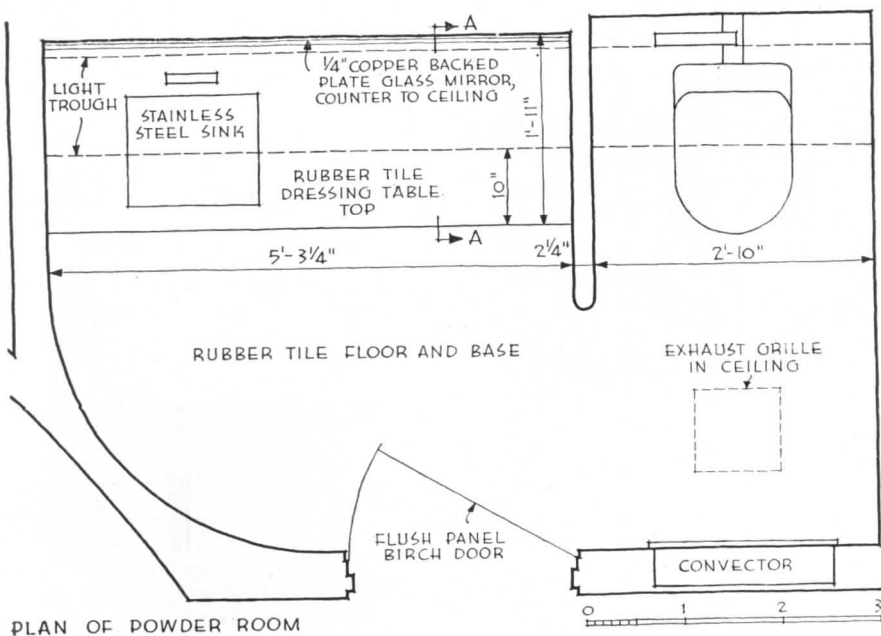 A
1/4" COPPER BACKED
PLATE GLASS MIRROR,
COUNTER TO CEILING
LIGHT
TROUGH
STAINLESS
STEEL SINK
1'-11"
RUBBER TILE
DRESSING TABLE
TOP
10"
A
5'-3 1/4"
2 1/4"
2'-10"
RUBBER TILE FLOOR AND BASE
EXHAUST GRILLE
IN CEILING
FLUSH PANEL
BIRCH DOOR
CONVECTOR
PLAN OF POWDER ROOM
0 1 2 3